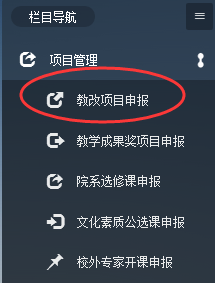 栏目导航
项目管理
教改项目申报
教学成果奖项目申报
院系选修课申报
文化素质公选课申报
校外专家开课申报